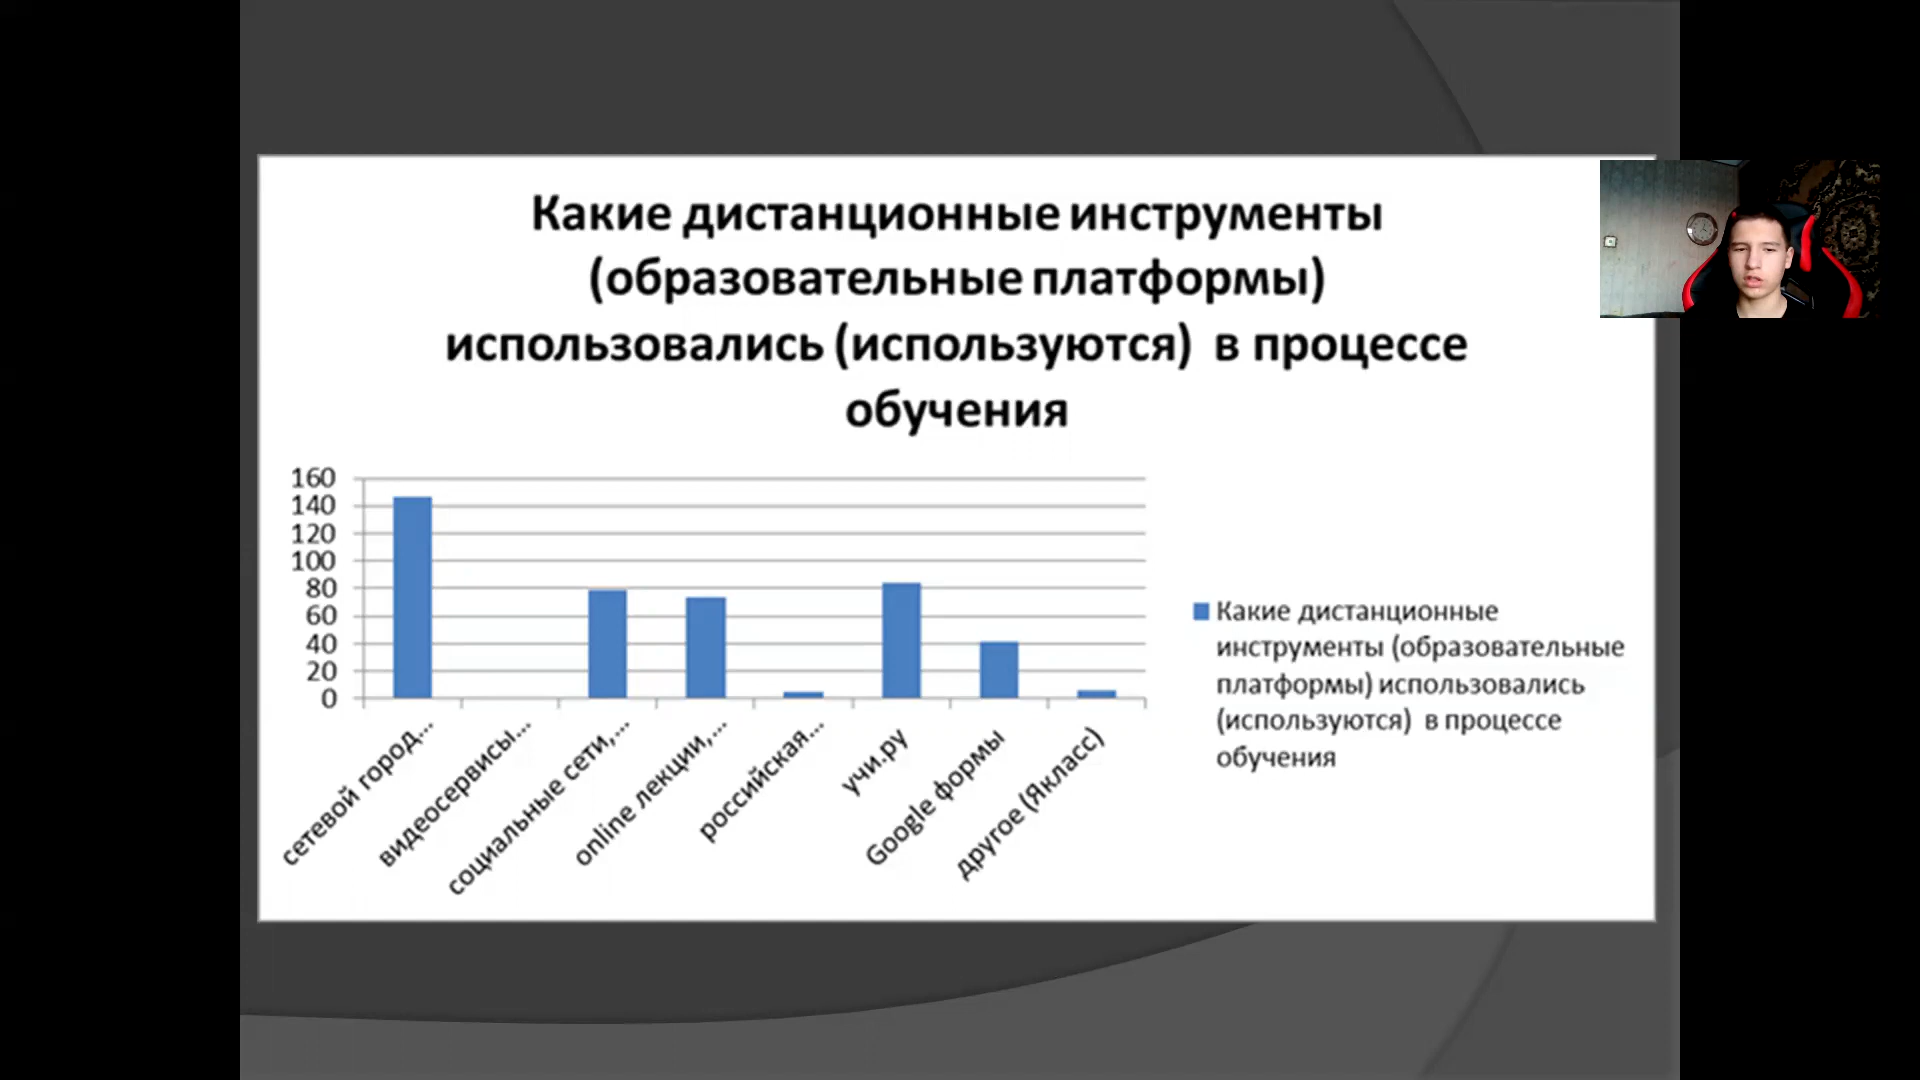 Какие дистанционные инструменты
(образовательные платформы)
использовались (используются) в процессе
обучения
160
140
120
100
80
60
40
20
0
сетевой город...
видеосервисы...
социальные сети,...
online лекции,...
российская...
учи.ру
Google формы
другое (Якласс)
Какие дистанционные
инструменты (образовательные
платформы) использовались
(используются) в процессе
обучения